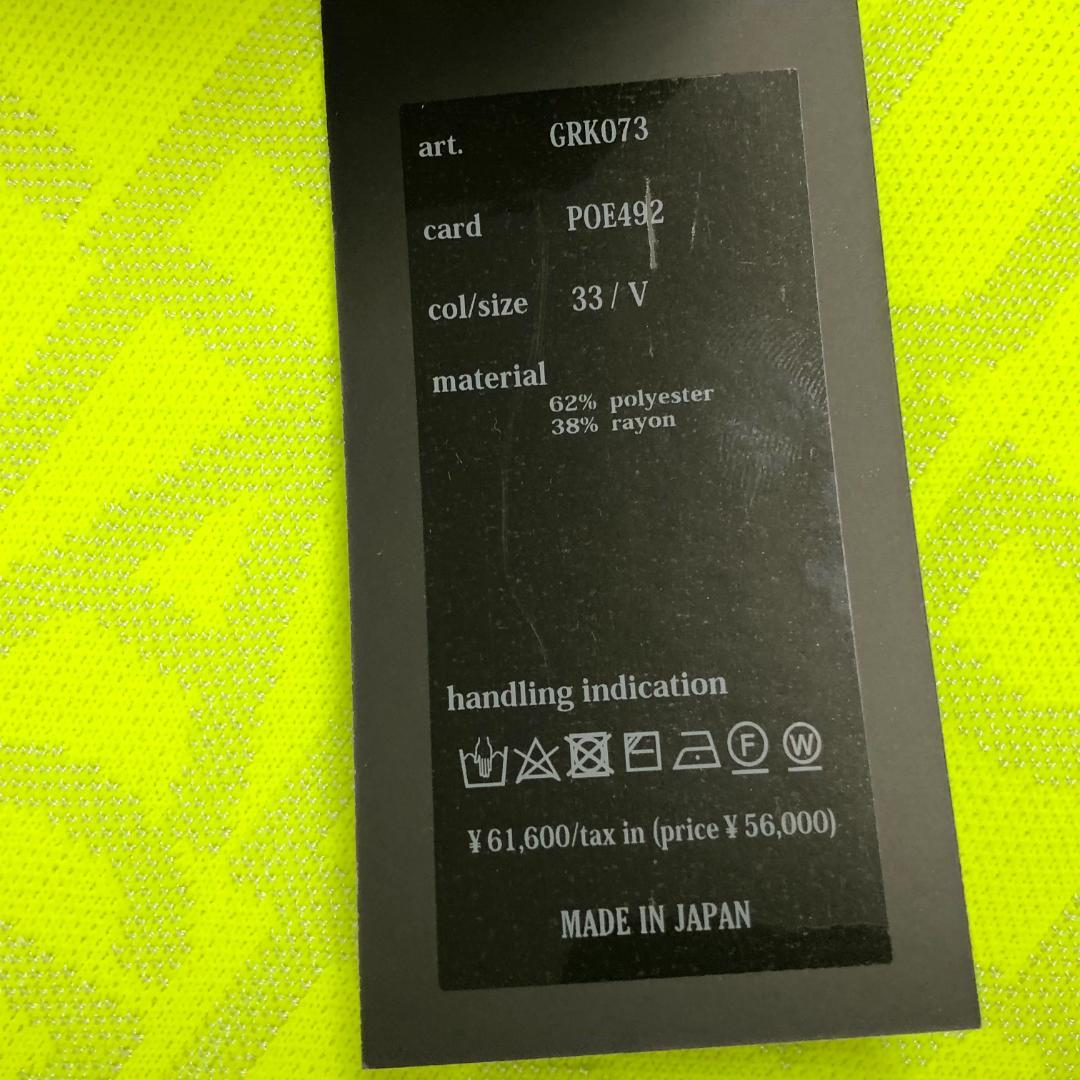 art. GRK073
card POE492
col/size 33 / V
material
62% polyester
38% rayon
handling indication
F W
¥61,600/tax in (price ¥56,000)
MADE IN JAPAN